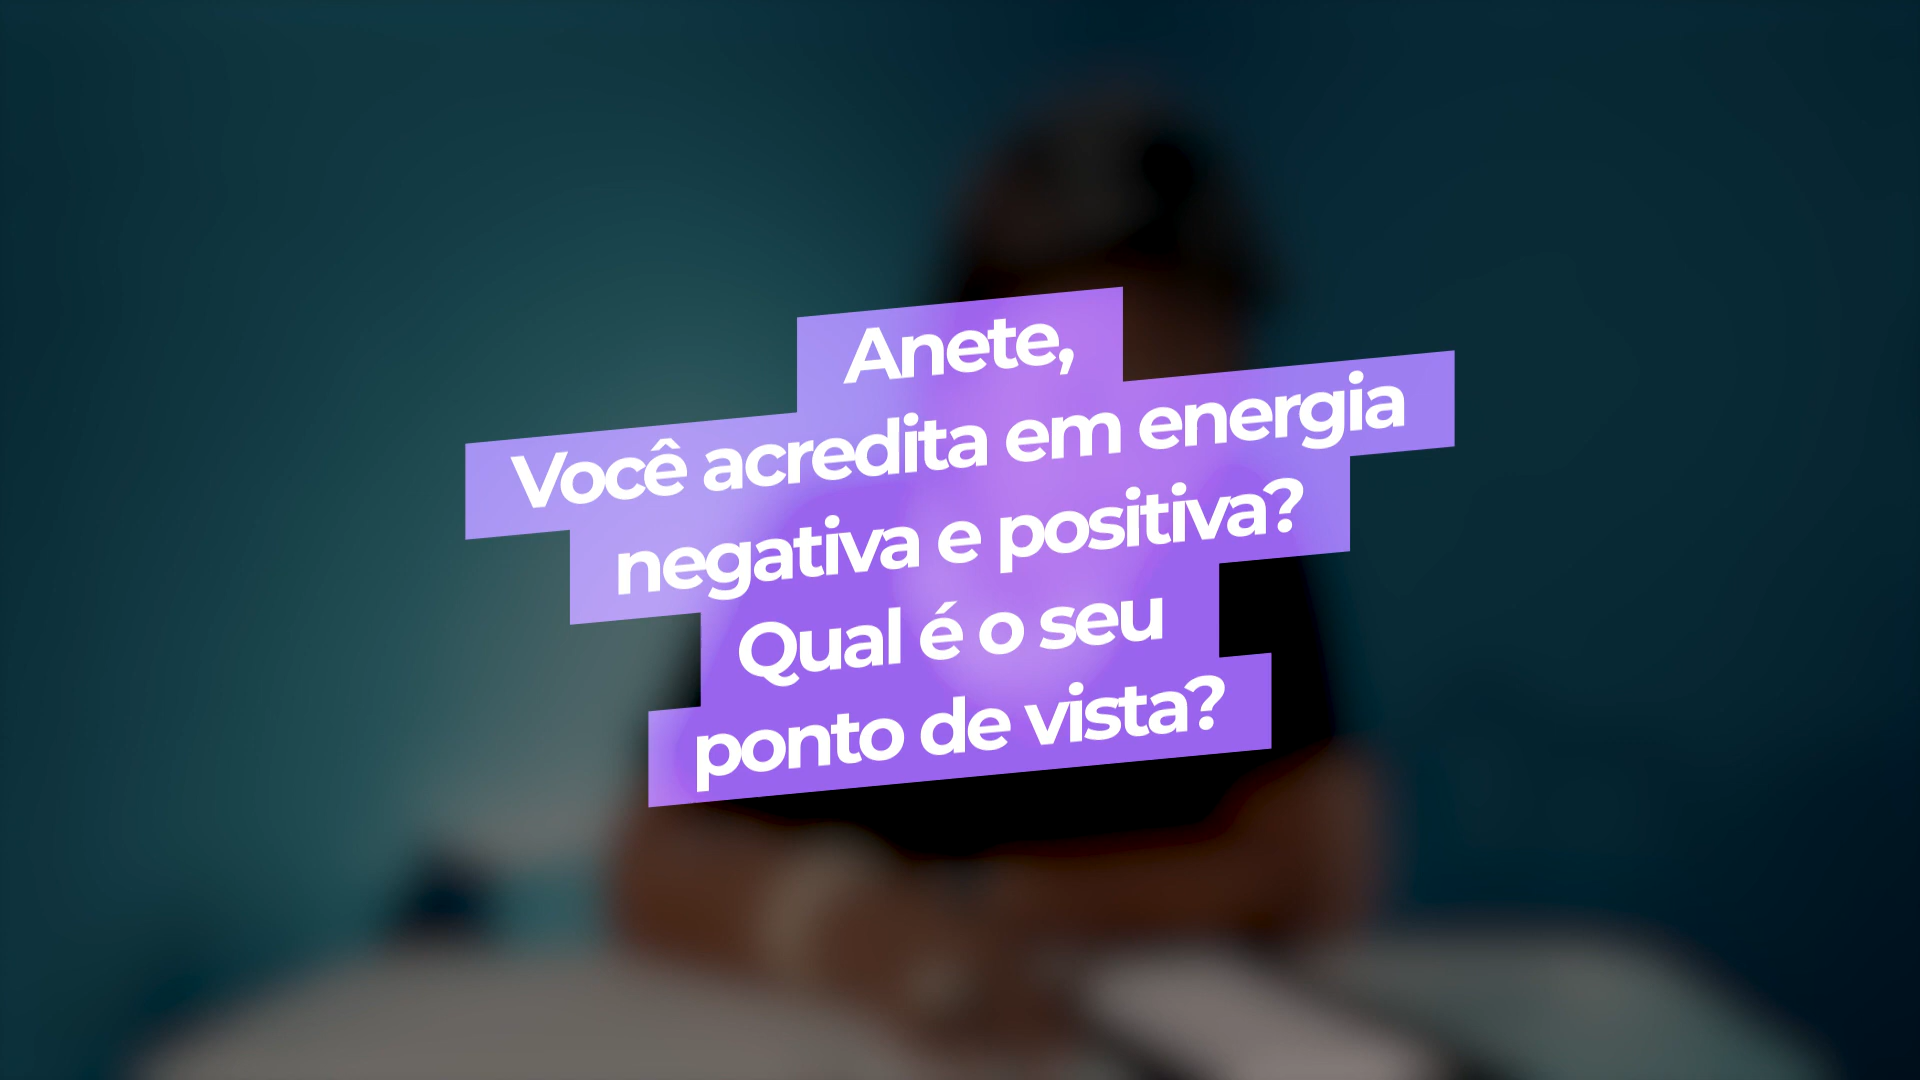 Anete,
Você acredita em energia
negativa e positiva?
Qual é o seu
ponto de vista?